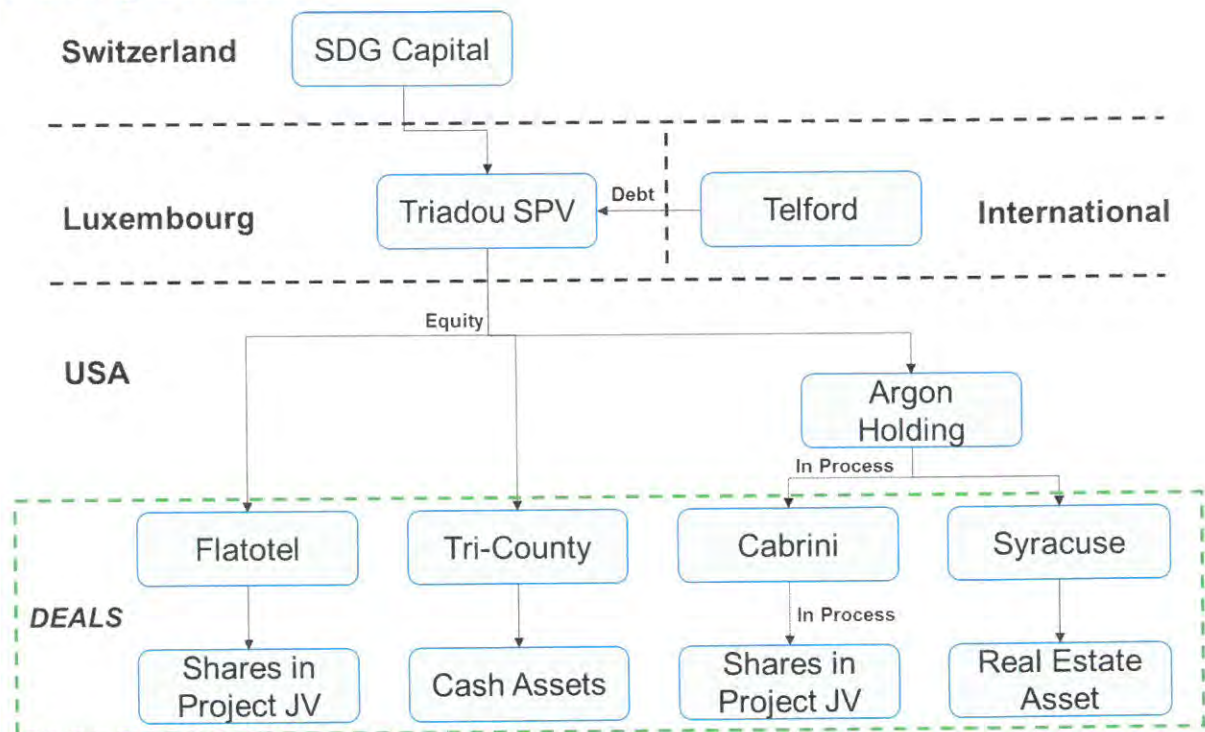 Switzerland
SDG Capital
Luxembourg
Triadou SPV
Debt
Telford
International
Equity
USA
Argon
Holding
In Process
Flatotel
Tri-County
Cabrini
Syracuse
DEALS
In Process
Shares in
Project JV
Cash Assets
Shares in
Project JV
Real Estate
Asset